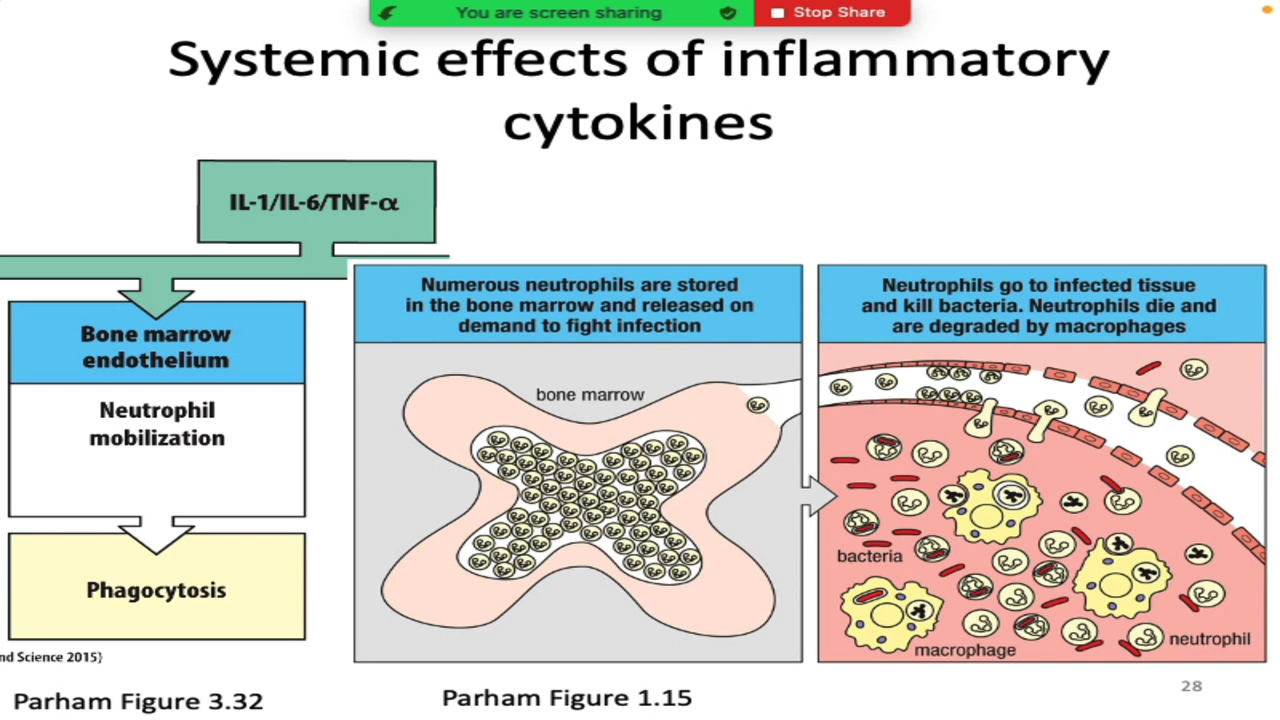 You are screen sharing
Stop Share
Systemic effects of inflammatory
cytokines
IL-1/IL-6/TNF-α
Bone marrow
endothelium
Neutrophil
mobilization
Phagocytosis
Numerous neutrophils are stored
in the bone marrow and released on
demand to fight infection
bone marrow
Neutrophils go to infected tissue
and kill bacteria. Neutrophils die and
are degraded by macrophages
bacteria
macrophage
neutrophil
nd Science 2015)
Parham Figure 3.32
Parham Figure 1.15
28